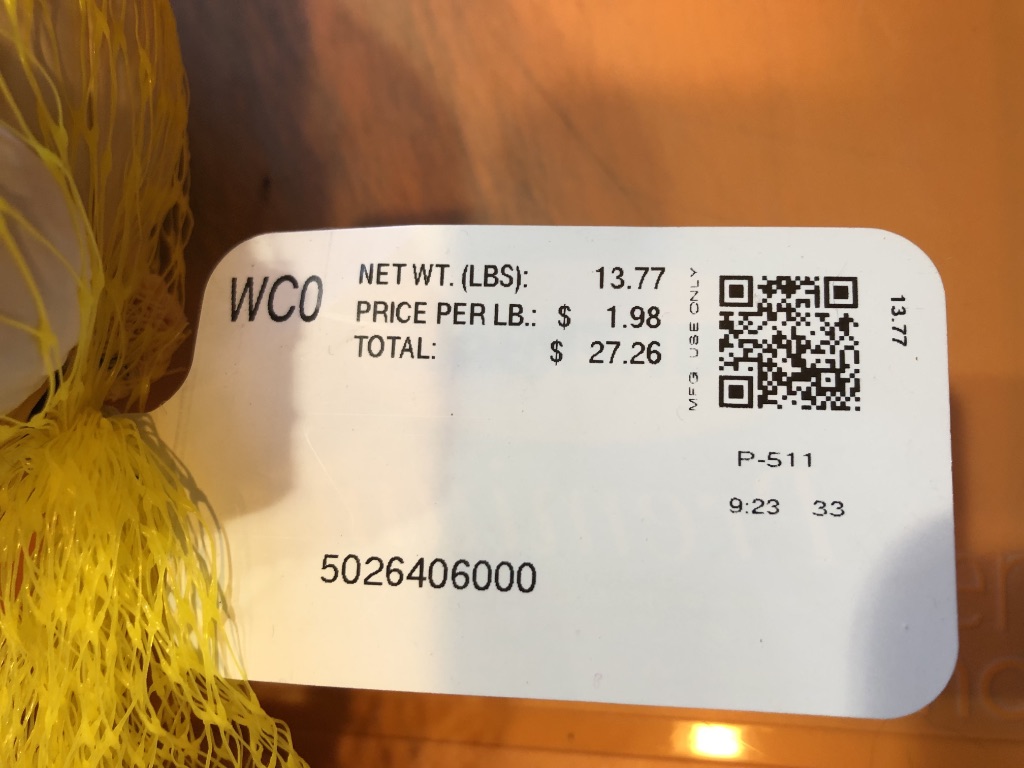 WC0
NET WT. (LBS): 13.77
PRICE PER LB.: $ 1.98
TOTAL: $ 27.26
MFG USE ONLY
13.77
P-511
9:23 33
5026406000